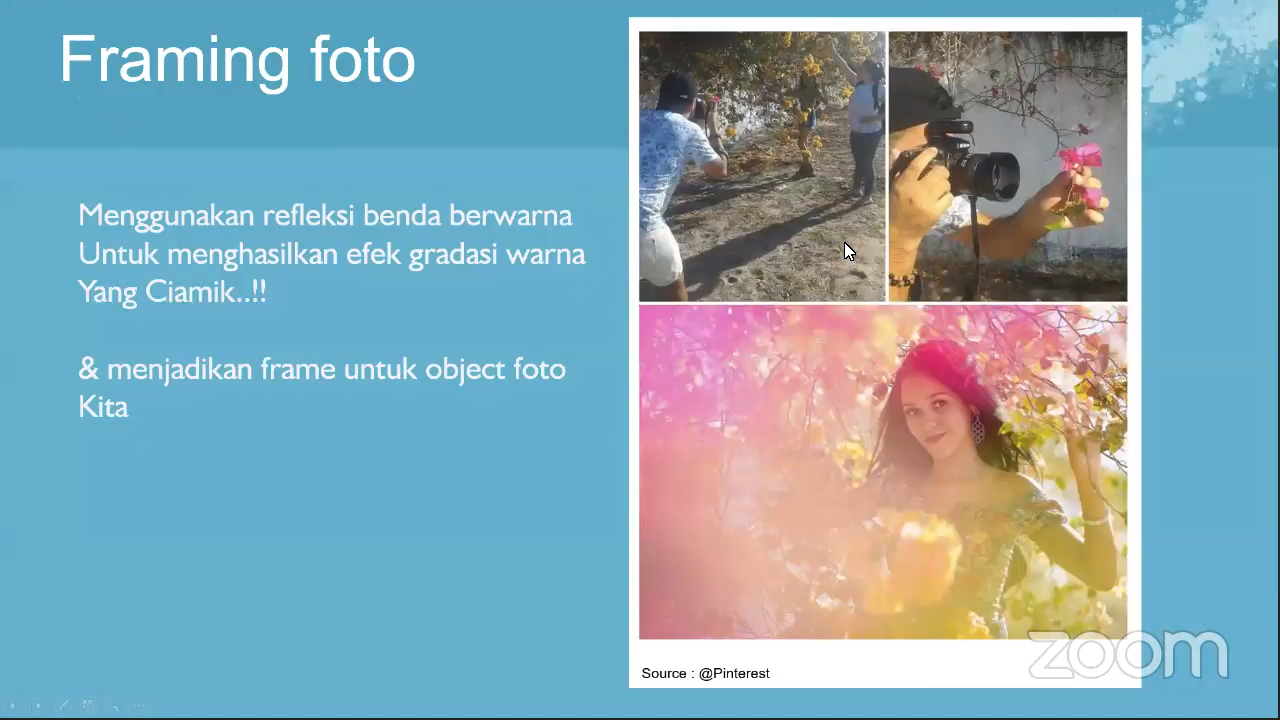 Framing foto
Menggunakan refleksi benda berwarna
Untuk menghasilkan efek gradasi warna
Yang Ciamik..!!
& menjadikan frame untuk object foto
Kita
Source : @Pinterest
zoom